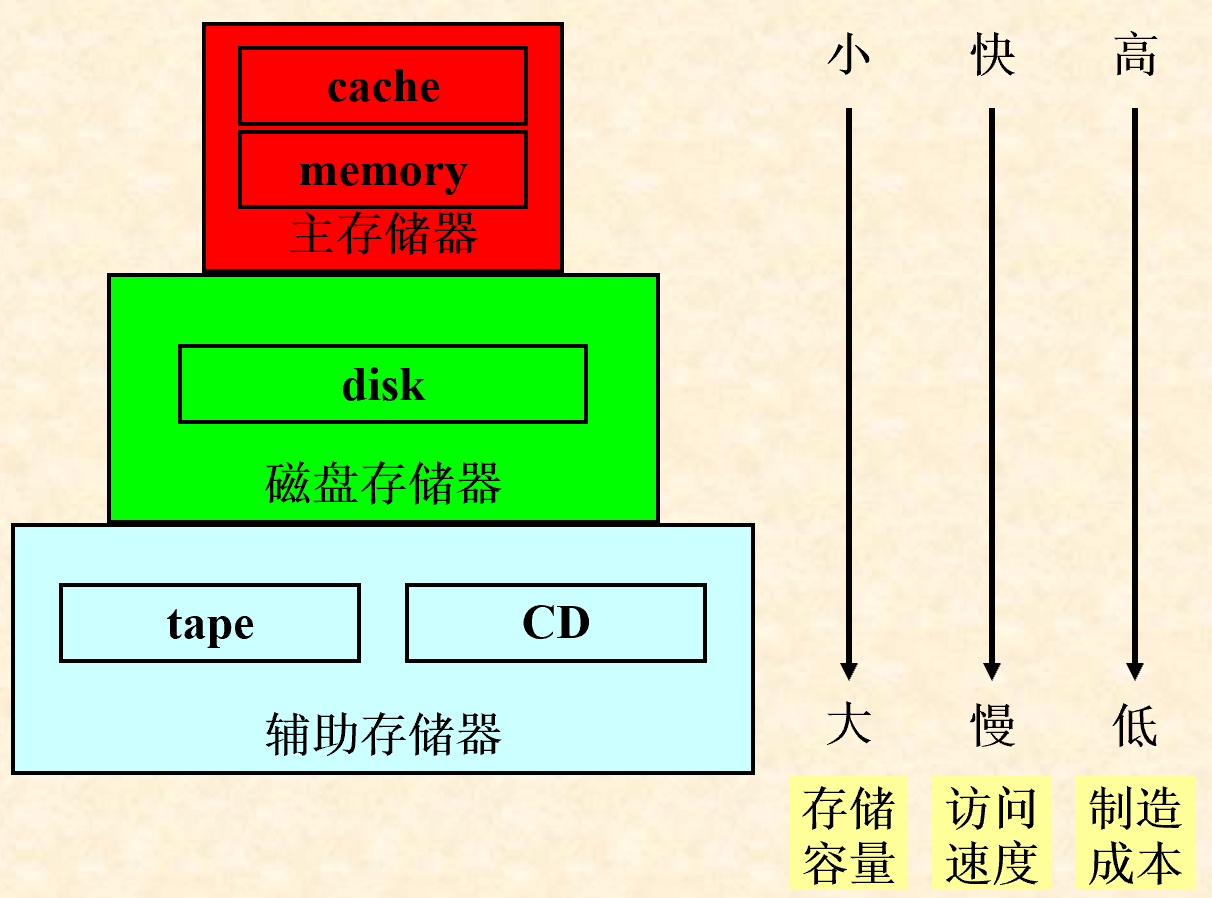 cache
memory
主存储器
disk
磁盘存储器
tape
CD
辅助存储器
小 快 高
大 慢 低
存储 访问 制造
容量 速度 成本